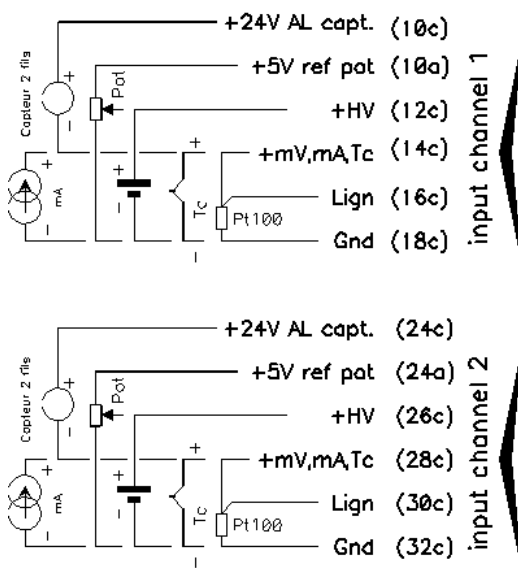 +24V AL capt. (10c)
+5V ref pot (10a)
+HV (12c)
+mV,mA,Tc (14c)
Lign (16c)
Gnd (18c)
input channel 1
Capteur 2 fils
+
-
Pot
+
mA
+
-
+
Tc
-
Pt100
+24V AL capt. (24c)
+5V ref pot (24a)
+HV (26c)
+mV,mA,Tc (28c)
Lign (30c)
Gnd (32c)
input channel 2
Capteur 2 fils
+
-
Pot
+
mA
+
-
+
Tc
-
Pt100